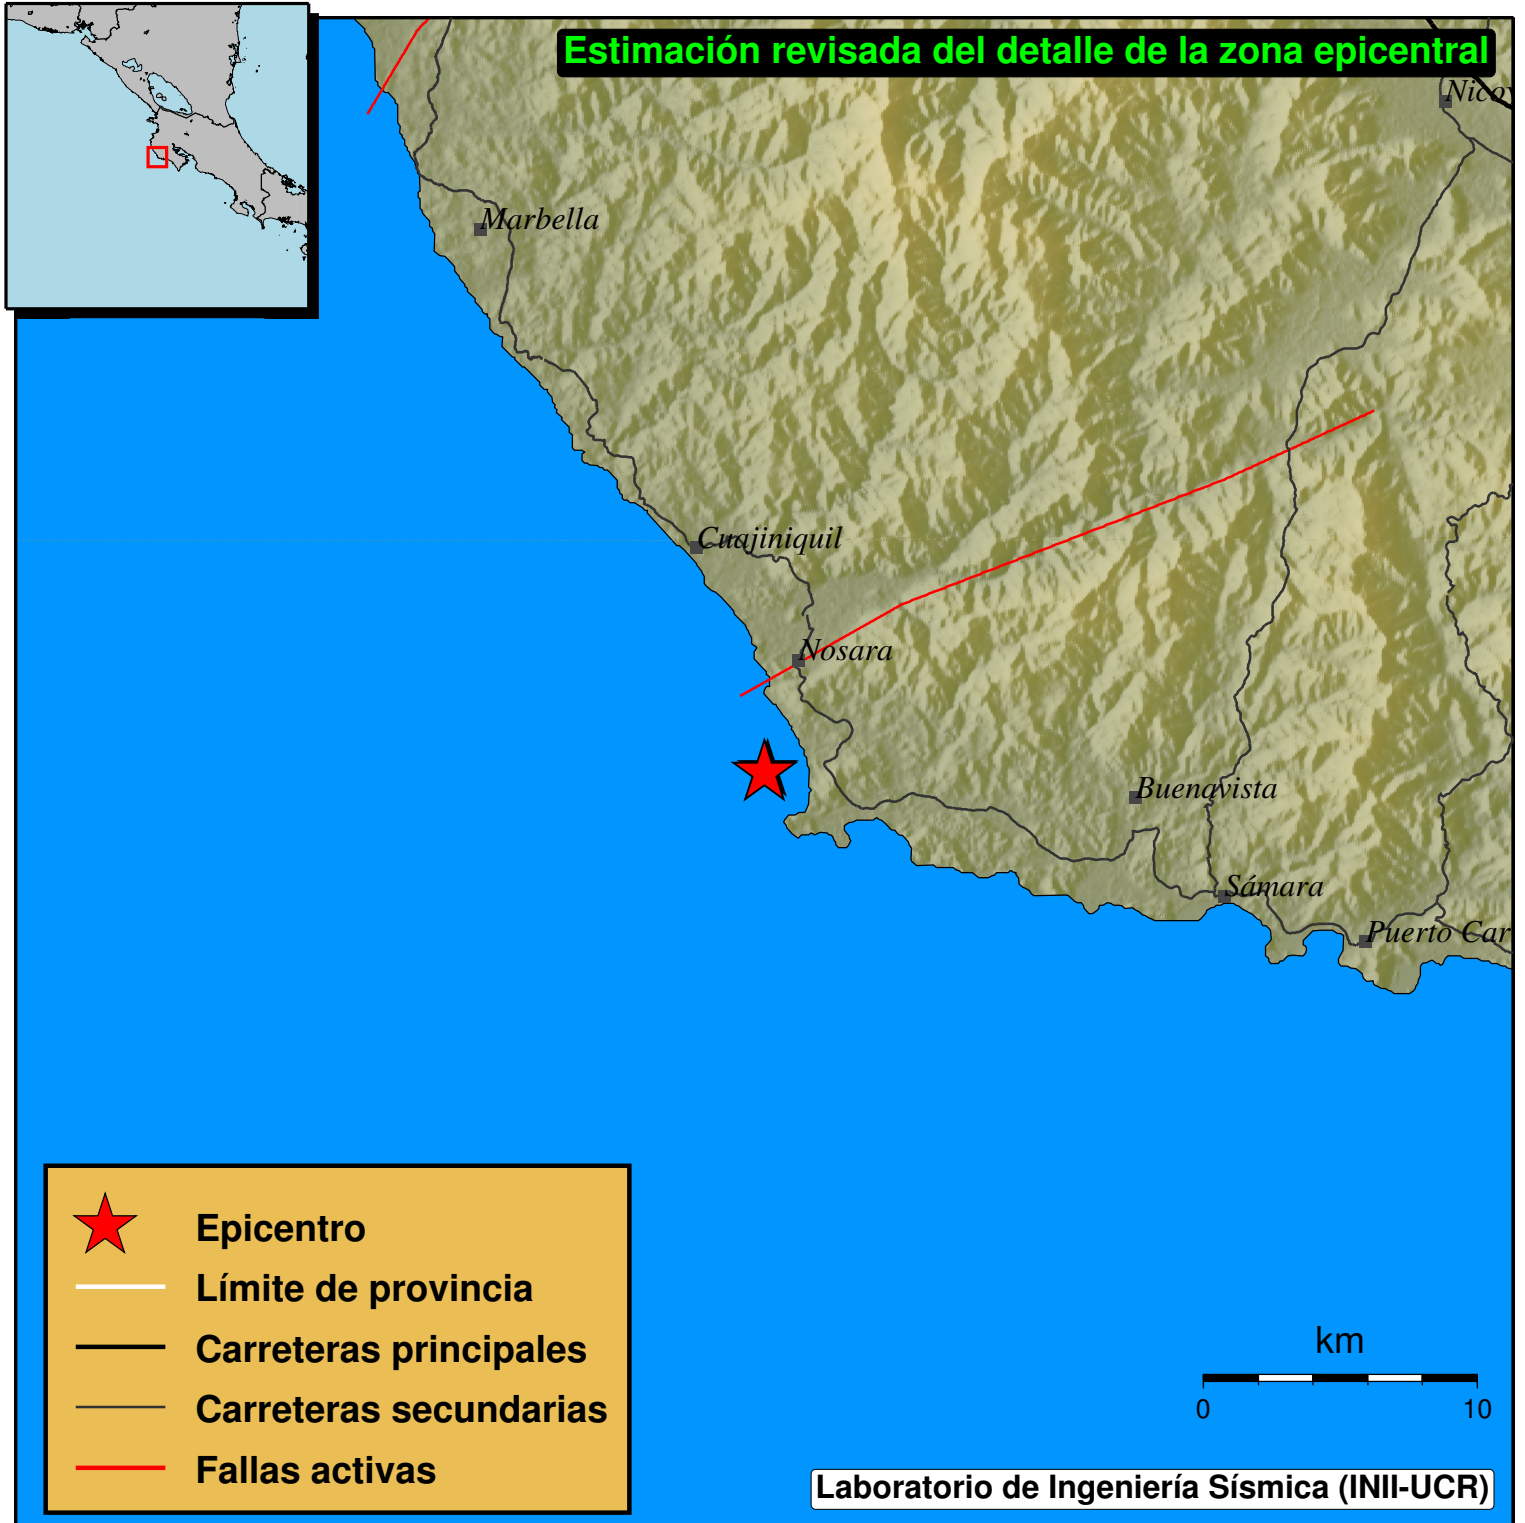 Estimación revisada del detalle de la zona epicentral
Nicoy
Marbella
Cuajiniquil
Nosara
Buenavista
Sámara
Puerto Car
Epicentro
Límite de provincia
Carreteras principales
Carreteras secundarias
Fallas activas
km
0 10
Laboratorio de Ingeniería Sísmica (INII-UCR)